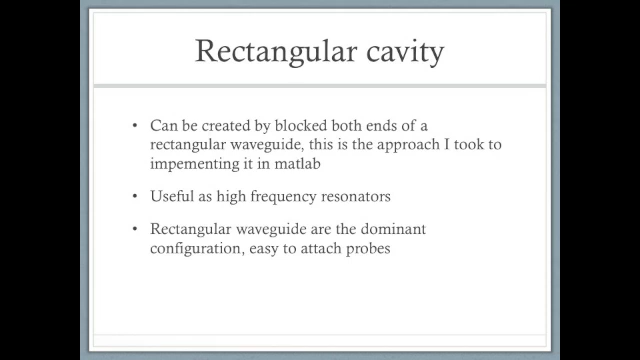 Rectangular cavity
• Can be created by blocked both ends of a
rectangular waveguide, this is the approach I took to
impementing it in matlab
• Useful as high frequency resonators
• Rectangular waveguide are the dominant
configuration, easy to attach probes